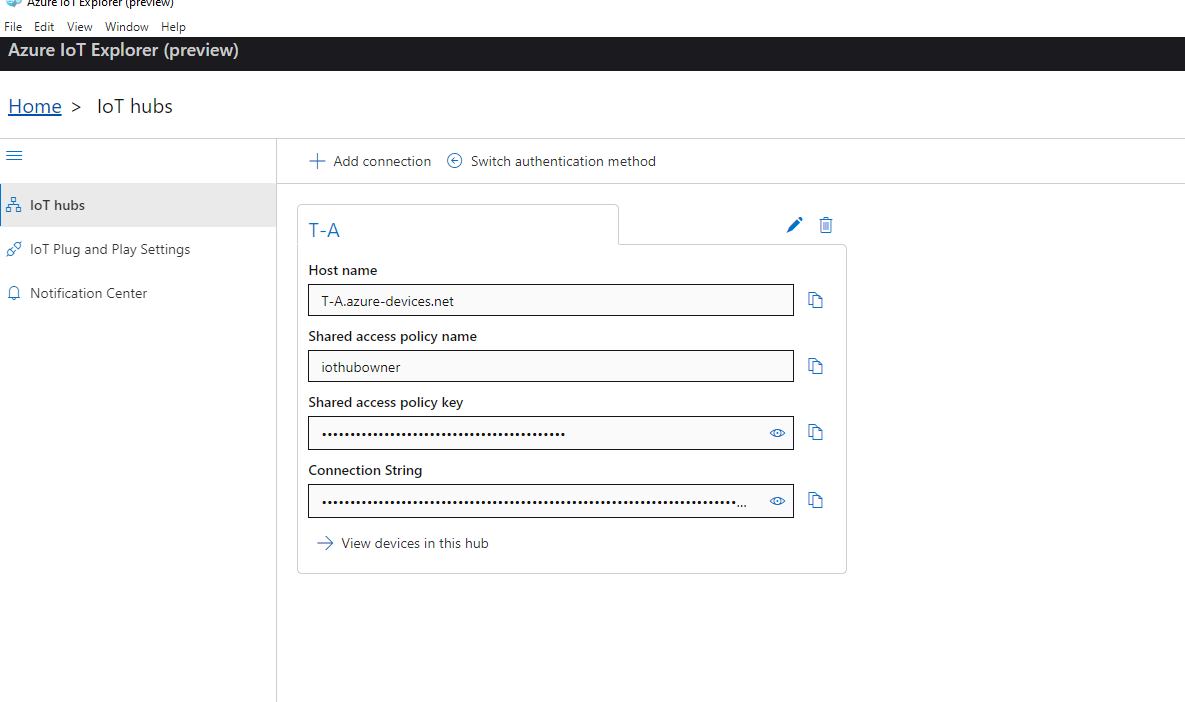 Azure IoT Explorer (preview)
File Edit View Window Help
Azure IoT Explorer (preview)
Home > IoT hubs
Add connection Switch authentication method
IoT hubs
IoT Plug and Play Settings
Notification Center
T-A
Host name
T-A.azure-devices.net
Shared access policy name
iothubowner
Shared access policy key
••••••••••••••••••••••••••••••••••••••••••••
Connection String
••••••••••••••••••••••••••••••••••••••••••••••••••••••••••••••••••••••••••...
View devices in this hub